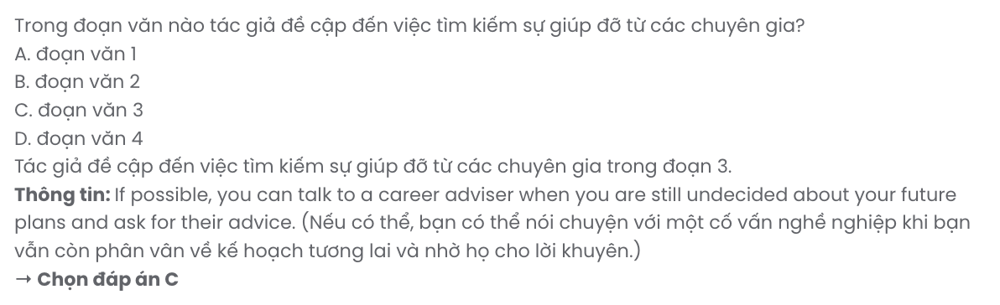 Trong đoạn văn nào tác giả đề cập đến việc tìm kiếm sự giúp đỡ từ các chuyên gia?
A. đoạn văn 1
B. đoạn văn 2
C. đoạn văn 3
D. đoạn văn 4
Tác giả đề cập đến việc tìm kiếm sự giúp đỡ từ các chuyên gia trong đoạn 3.
Thông tin: If possible, you can talk to a career adviser when you are still undecided about your future
plans and ask for their advice. (Nếu có thể, bạn có thể nói chuyện với một cố vấn nghề nghiệp khi bạn
vẫn còn phân vân về kế hoạch tương lai và nhờ họ cho lời khuyên.)
→ Chọn đáp án C